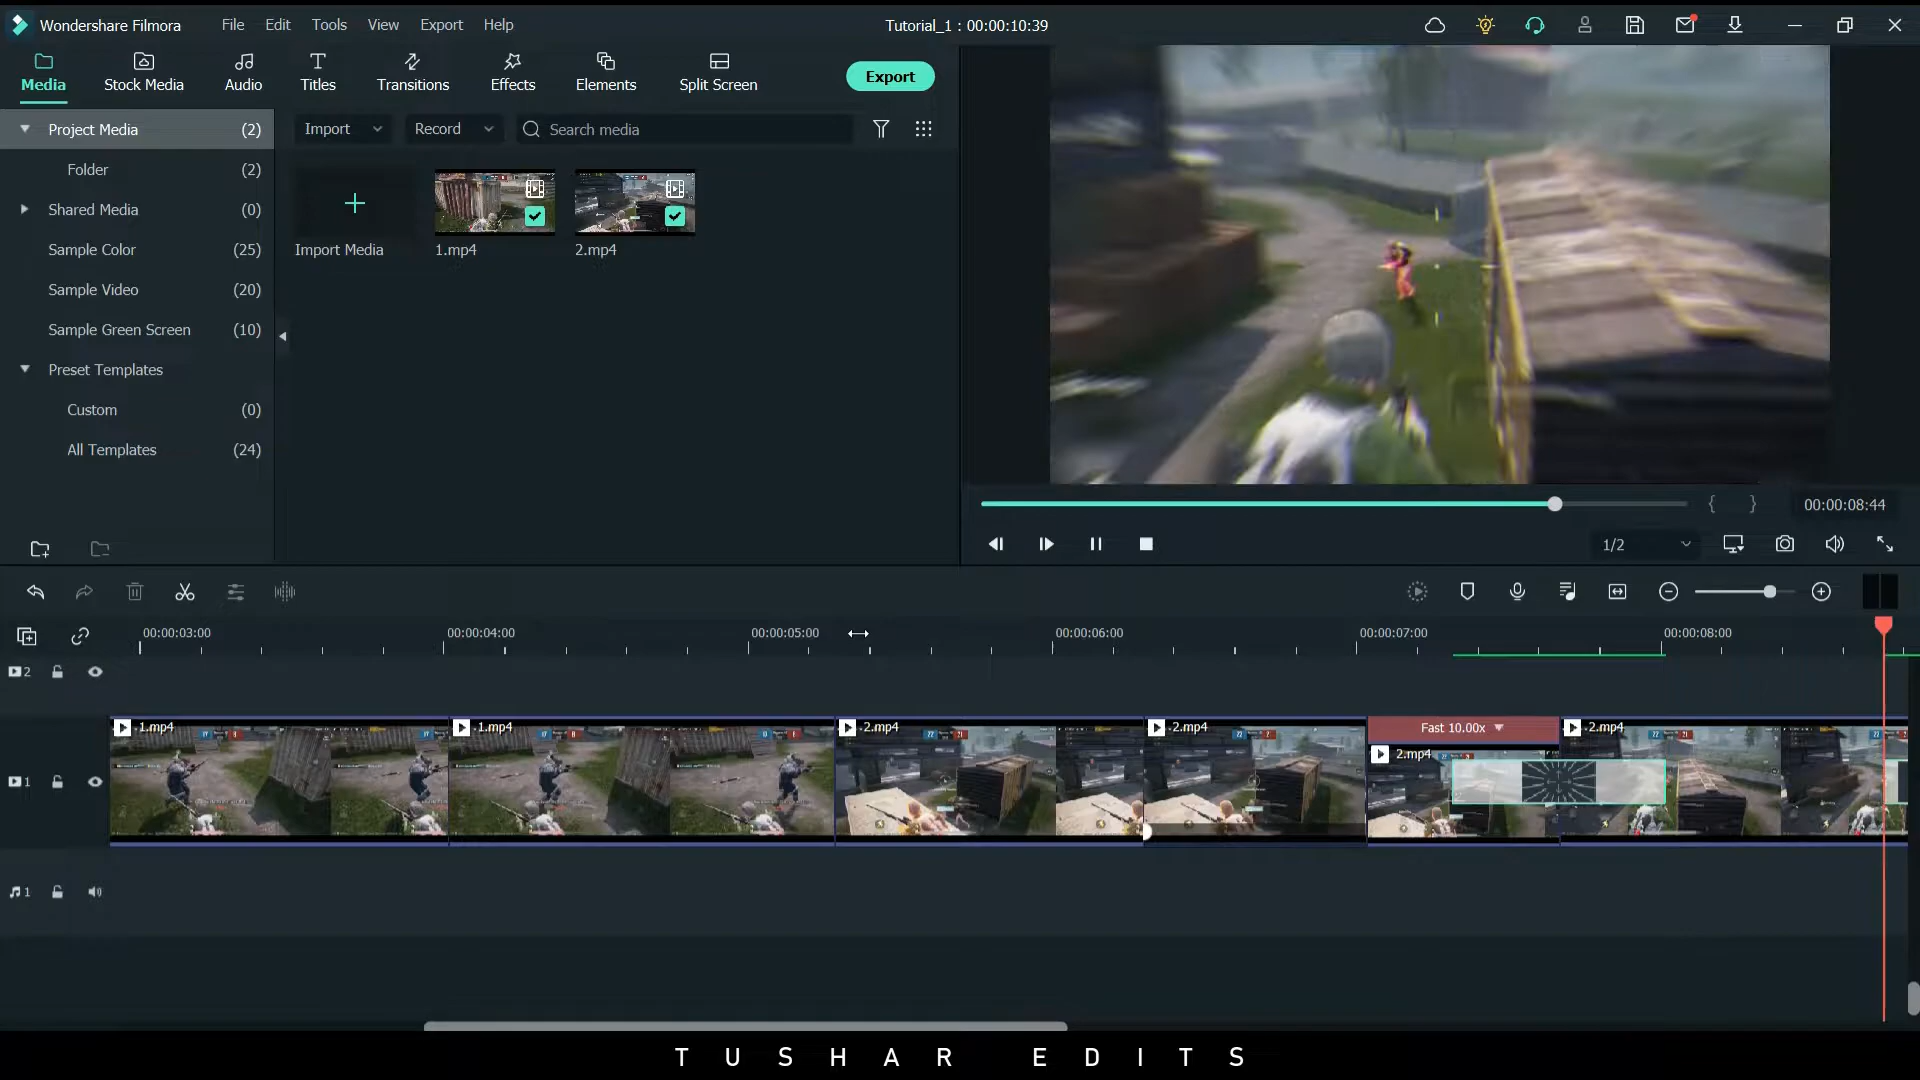 Wondershare Filmora File Edit Tools View Export Help Tutorial_1 : 00:00:10:39
Media Stock Media Audio Titles Transitions Effects Elements Split Screen Export
Project Media (2) Import Record Search media
Folder (2)
Shared Media (0)
Sample Color (25) Import Media 1.mp4 2.mp4
Sample Video (20)
Sample Green Screen (10)
Preset Templates
Custom (0)
All Templates (24)
{ } 00:00:08:44
1/2
00:00:03:00 00:00:04:00 00:00:05:00 00:00:06:00 00:00:07:00 00:00:08:00
2
1.mp4 1.mp4 2.mp4 2.mp4 Fast 10.00x 2.mp4
2.mp4
1
1
TUSHAR EDITS